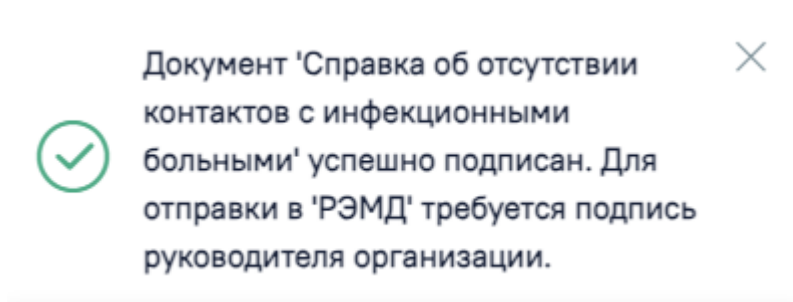 Документ 'Справка об отсутствии
контактов с инфекционными
больными' успешно подписан. Для
отправки в 'РЭМД' требуется подпись
руководителя организации.